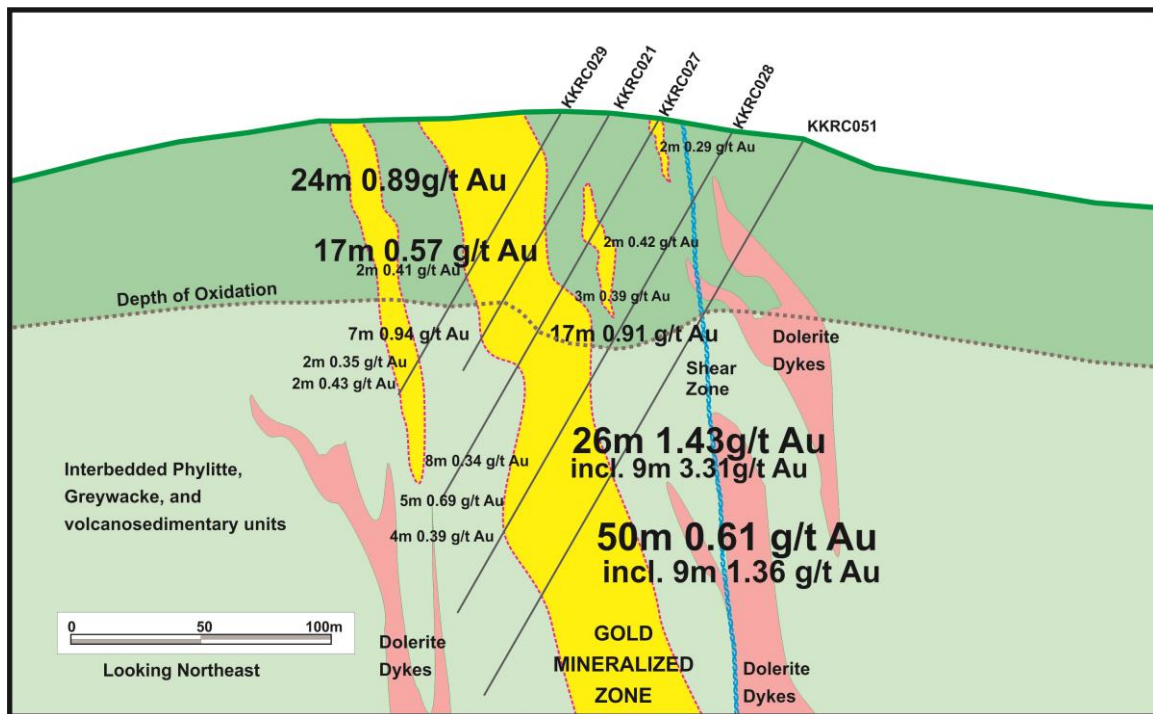 KKRC029
KKRC021
KKRC027
KKRC028
KKRC051
2m 0.29 g/t Au
24m 0.89g/t Au
17m 0.57 g/t Au
2m 0.42 g/t Au
2m 0.41 g/t Au
Depth of Oxidation
3m 0.39 g/t Au
7m 0.94 g/t Au
17m 0.91 g/t Au
Dolerite
Dykes
2m 0.35 g/t Au
2m 0.43 g/t Au
Shear
Zone
26m 1.43g/t Au
incl. 9m 3.31g/t Au
8m 0.34 g/t Au
Interbedded Phylitte,
Greywacke, and
volcanosedimentary units
5m 0.69 g/t Au
4m 0.39 g/t Au
50m 0.61 g/t Au
incl. 9m 1.36 g/t Au
0 50 100m
Looking Northeast
Dolerite
Dykes
GOLD
MINERALIZED
ZONE
Dolerite
Dykes